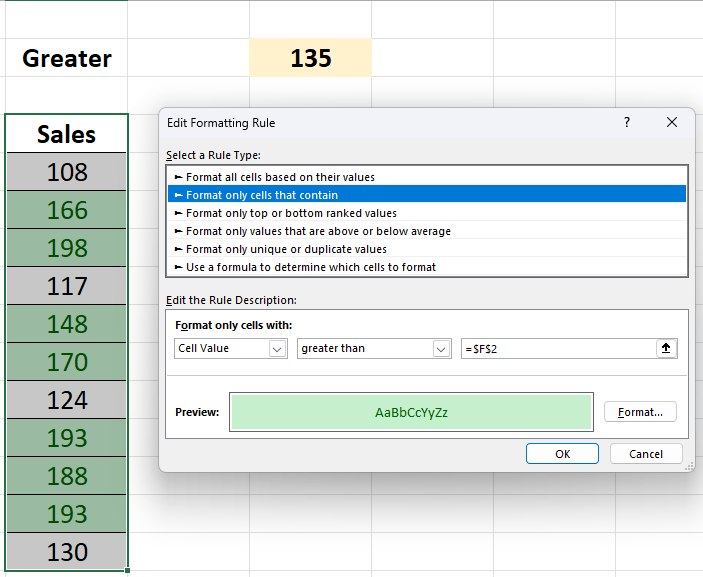 Greater 135
Sales
108
166
198
117
148
170
124
193
188
193
130
Edit Formatting Rule ? ×
Select a Rule Type:
► Format all cells based on their values
► Format only cells that contain
► Format only top or bottom ranked values
► Format only values that are above or below average
► Format only unique or duplicate values
► Use a formula to determine which cells to format
Edit the Rule Description:
Format only cells with:
Cell Value greater than =$F$2
Preview: AaBbCcYyZz Format...
OK Cancel